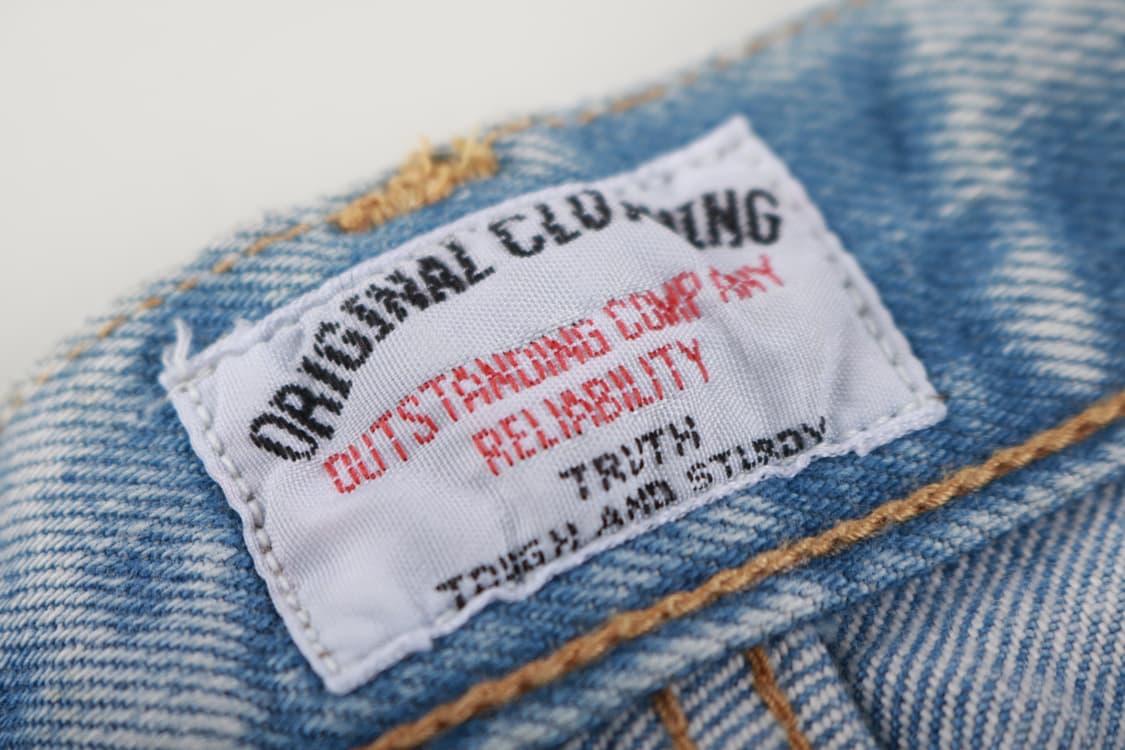 ORIGINAL CLOTHING
OUTSTANDING COMPANY
RELIABILITY
TRUTH
TOUGH AND STURDY